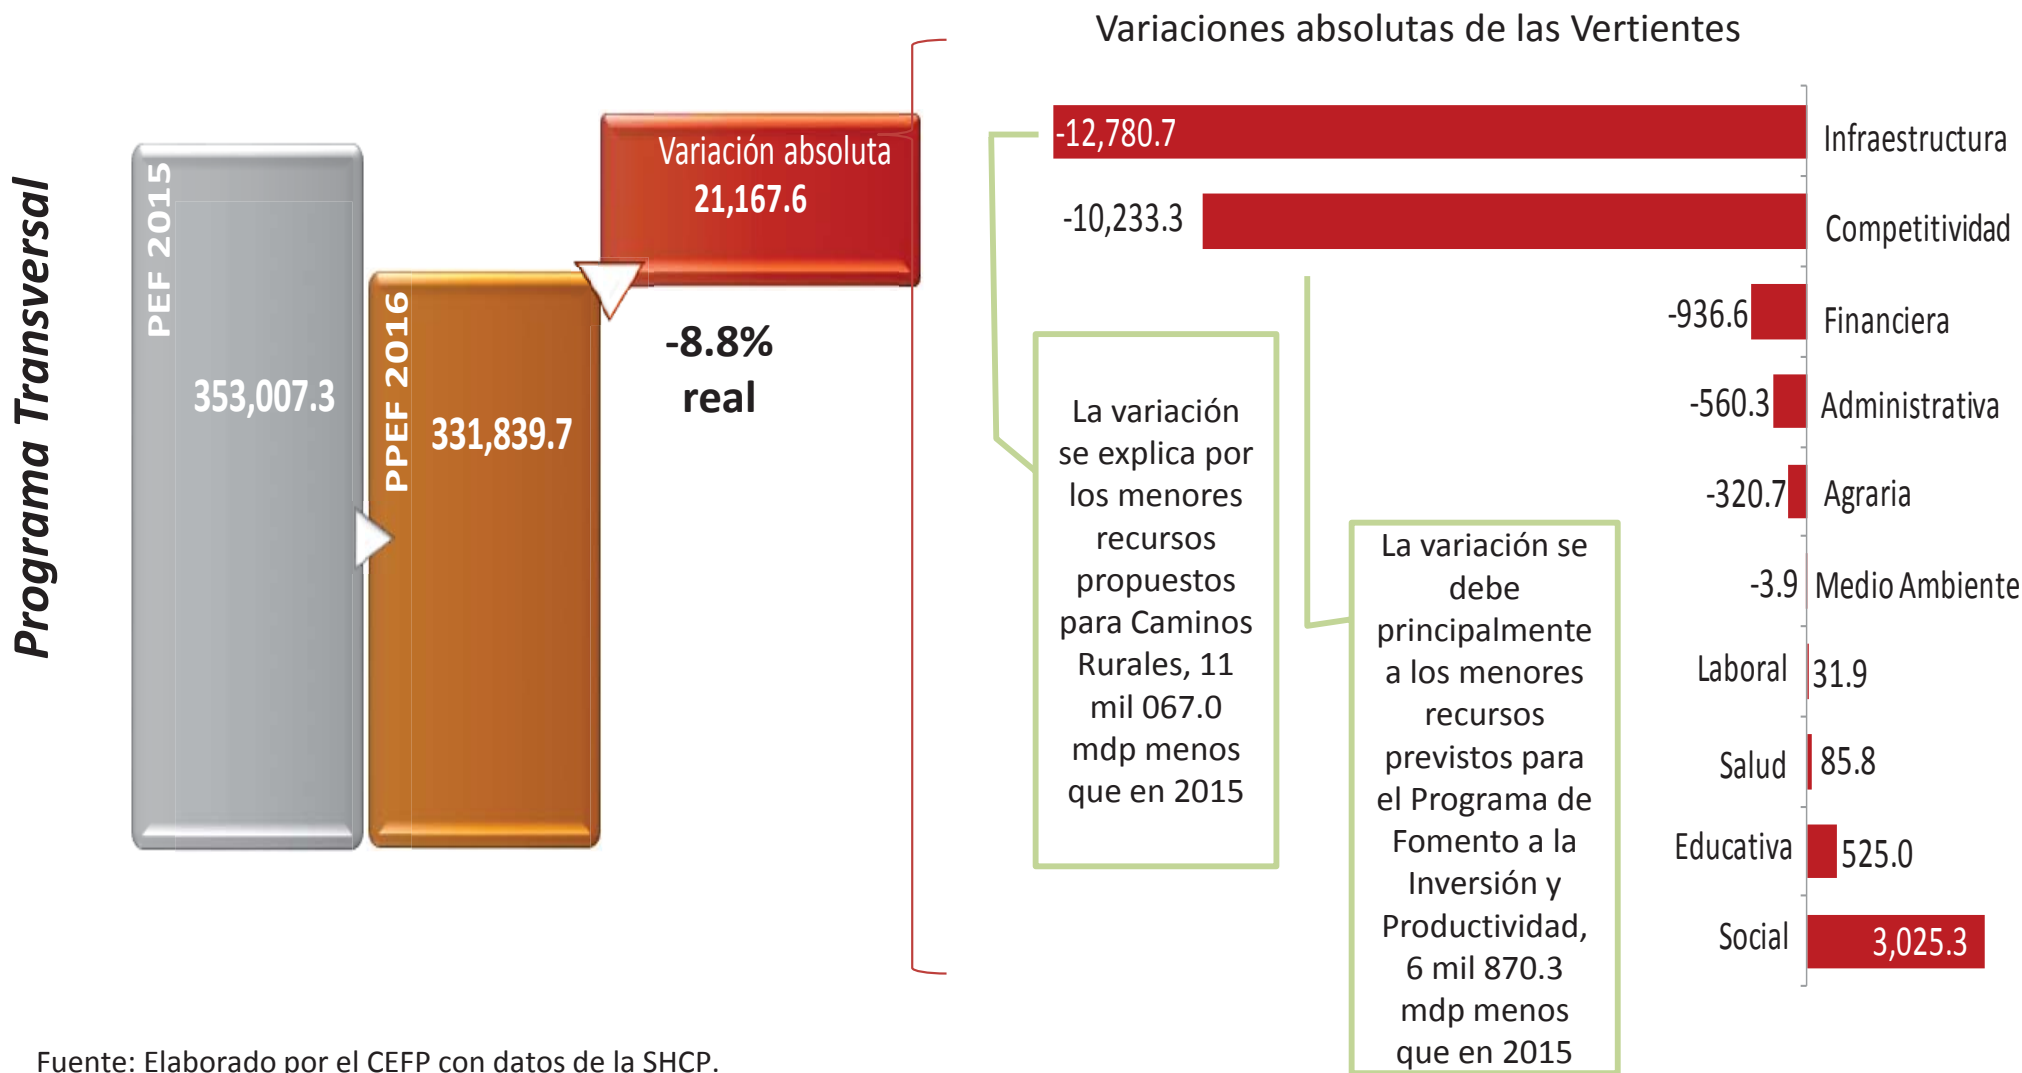 Programa Transversal
PEF 2015
353,007.3
PPEF 2016
331,839.7
Variación absoluta
21,167.6
-8.8%
real
Variaciones absolutas de las Vertientes
-12,780.7
Infraestructura
-10,233.3
Competitividad
-936.6
Financiera
-560.3
Administrativa
-320.7
Agraria
-3.9
Medio Ambiente
Laboral
31.9
Salud
85.8
Educativa
525.0
Social
3,025.3
La variación
se explica por
los menores
recursos
propuestos
para Caminos
Rurales, 11
mil 067.0
mdp menos
que en 2015
La variación se
debe
principalmente
a los menores
recursos
previstos para
el Programa de
Fomento a la
Inversión y
Productividad,
6 mil 870.3
mdp menos
que en 2015
Fuente: Elaborado por el CEFP con datos de la SHCP.